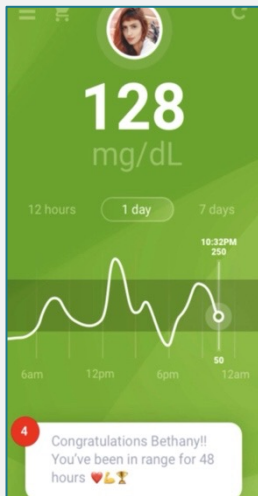 128
mg/dL
12 hours 1 day 7 days
10:32PM
250
50
6am 12pm 6pm 12am
4
Congratulations Bethany!!
You've been in range for 48
hours ❤️💪🏆